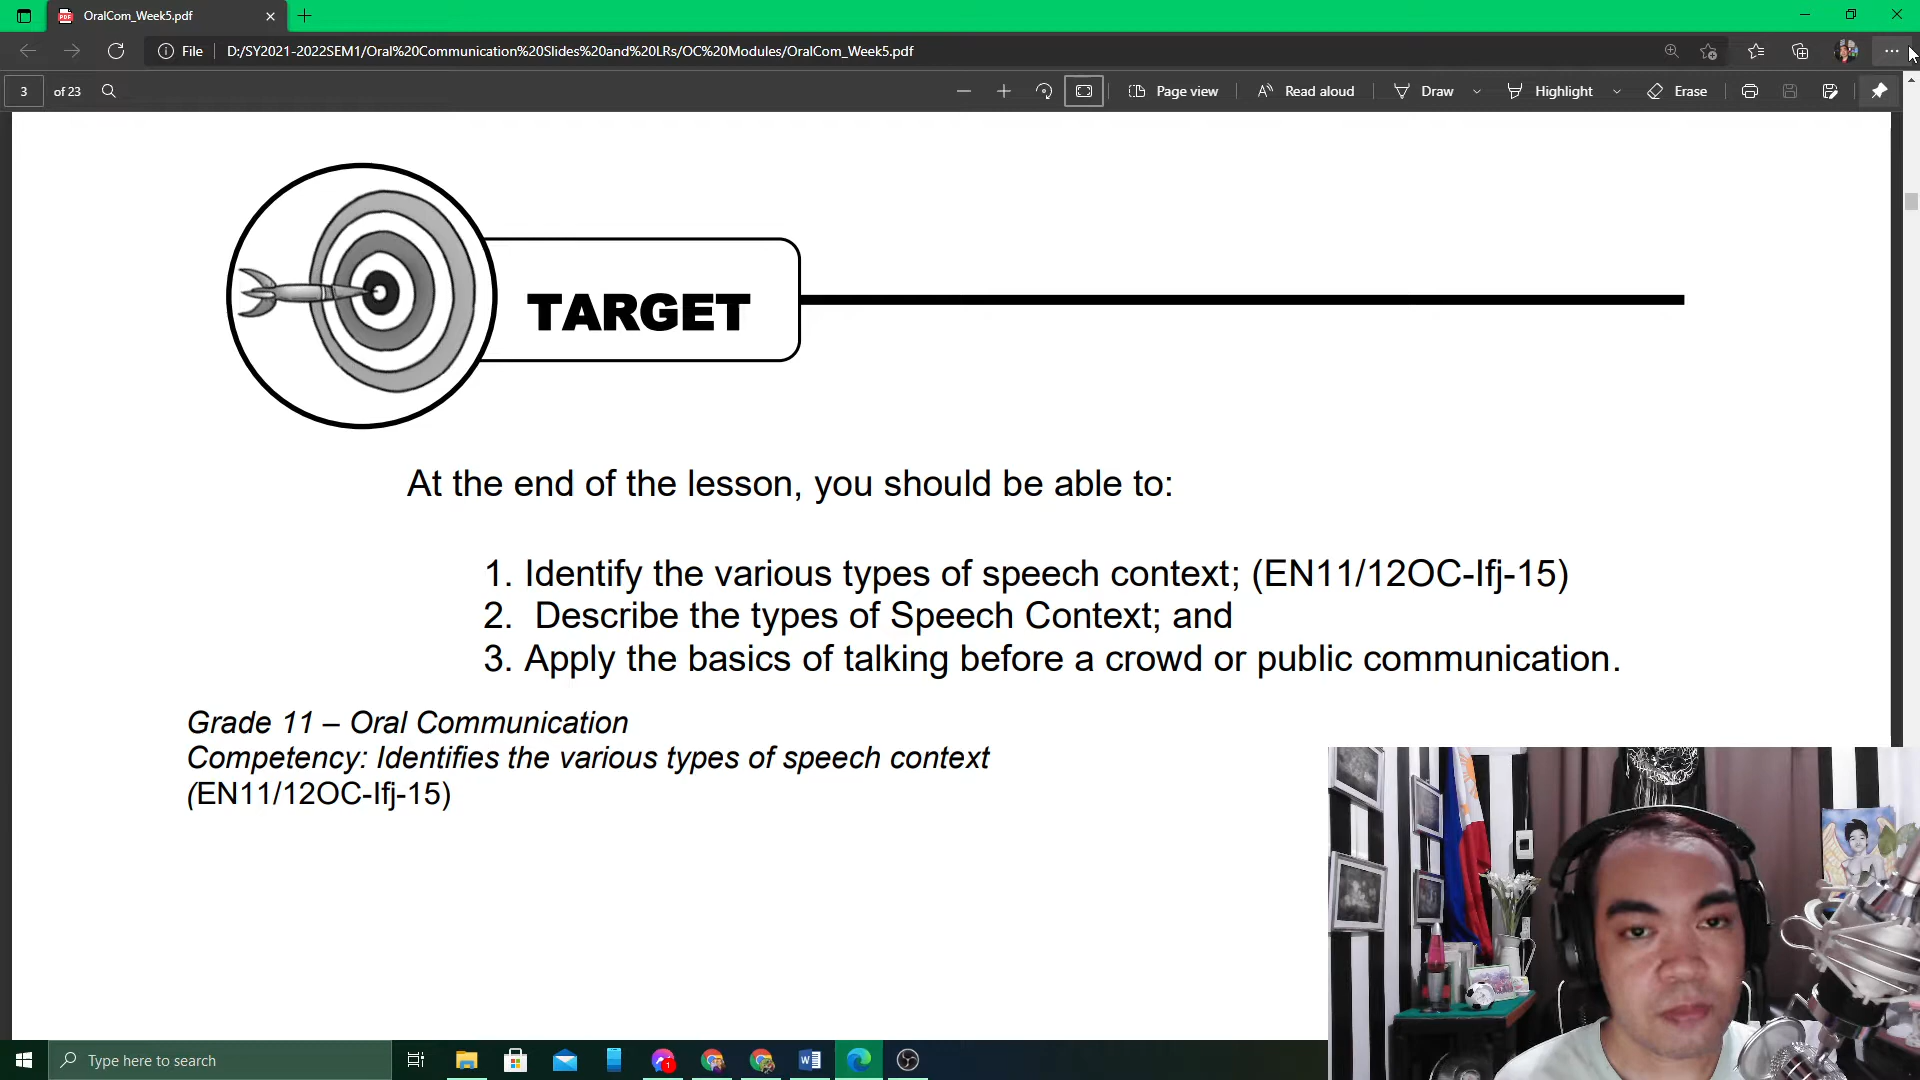 OralCom_Week5.pdf
File
D:/SY2021-2022SEM1/Oral%20Communication%20Slides%20and%20LRs/OC%20Modules/OralCom_Week5.pdf
3 of 23
Page view
Read aloud
Draw
Highlight
Erase
TARGET
At the end of the lesson, you should be able to:
1. Identify the various types of speech context; (EN11/12OC-Ifj-15)
2. Describe the types of Speech Context; and
3. Apply the basics of talking before a crowd or public communication.
Grade 11 – Oral Communication
Competency: Identifies the various types of speech context
(EN11/12OC-Ifj-15)
Type here to search
1